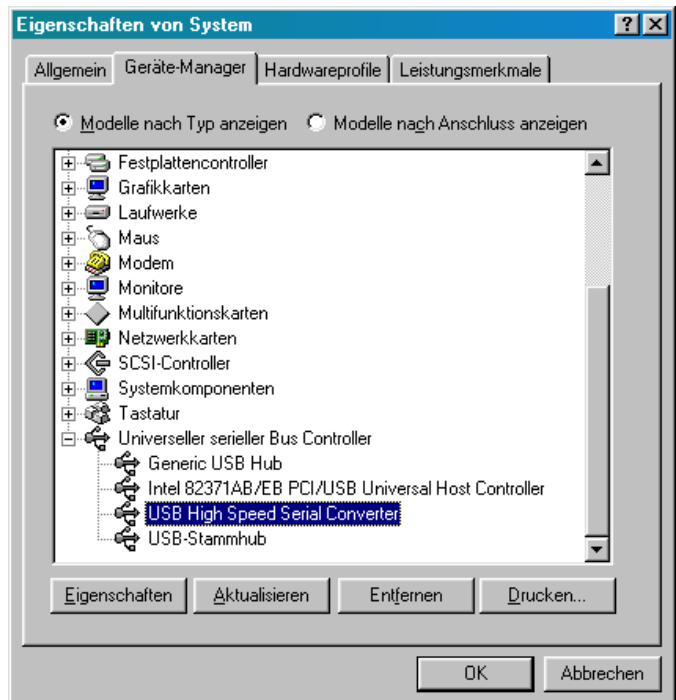 Eigenschaften von System
Allgemein Geräte-Manager Hardwareprofile Leistungsmerkmale
Modelle nach Typ anzeigen Modelle nach Anschluss anzeigen
Festplattencontroller
Grafikkarten
Laufwerke
Maus
Modem
Monitore
Multifunktionskarten
Netzwerkkarten
SCSI-Controller
Systemkomponenten
Tastatur
Universeller serieller Bus Controller
Generic USB Hub
Intel 82371AB/EB PCI/USB Universal Host Controller
USB High Speed Serial Converter
USB-Stammhub
Eigenschaften Aktualisieren Entfernen Drucken...
OK Abbrechen